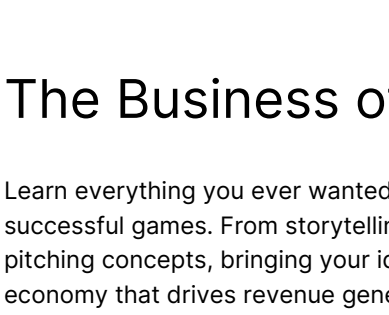 The Business
Learn everything you ever wanted
successful games. From
pitching concepts, bringing your
economy that drives revenue